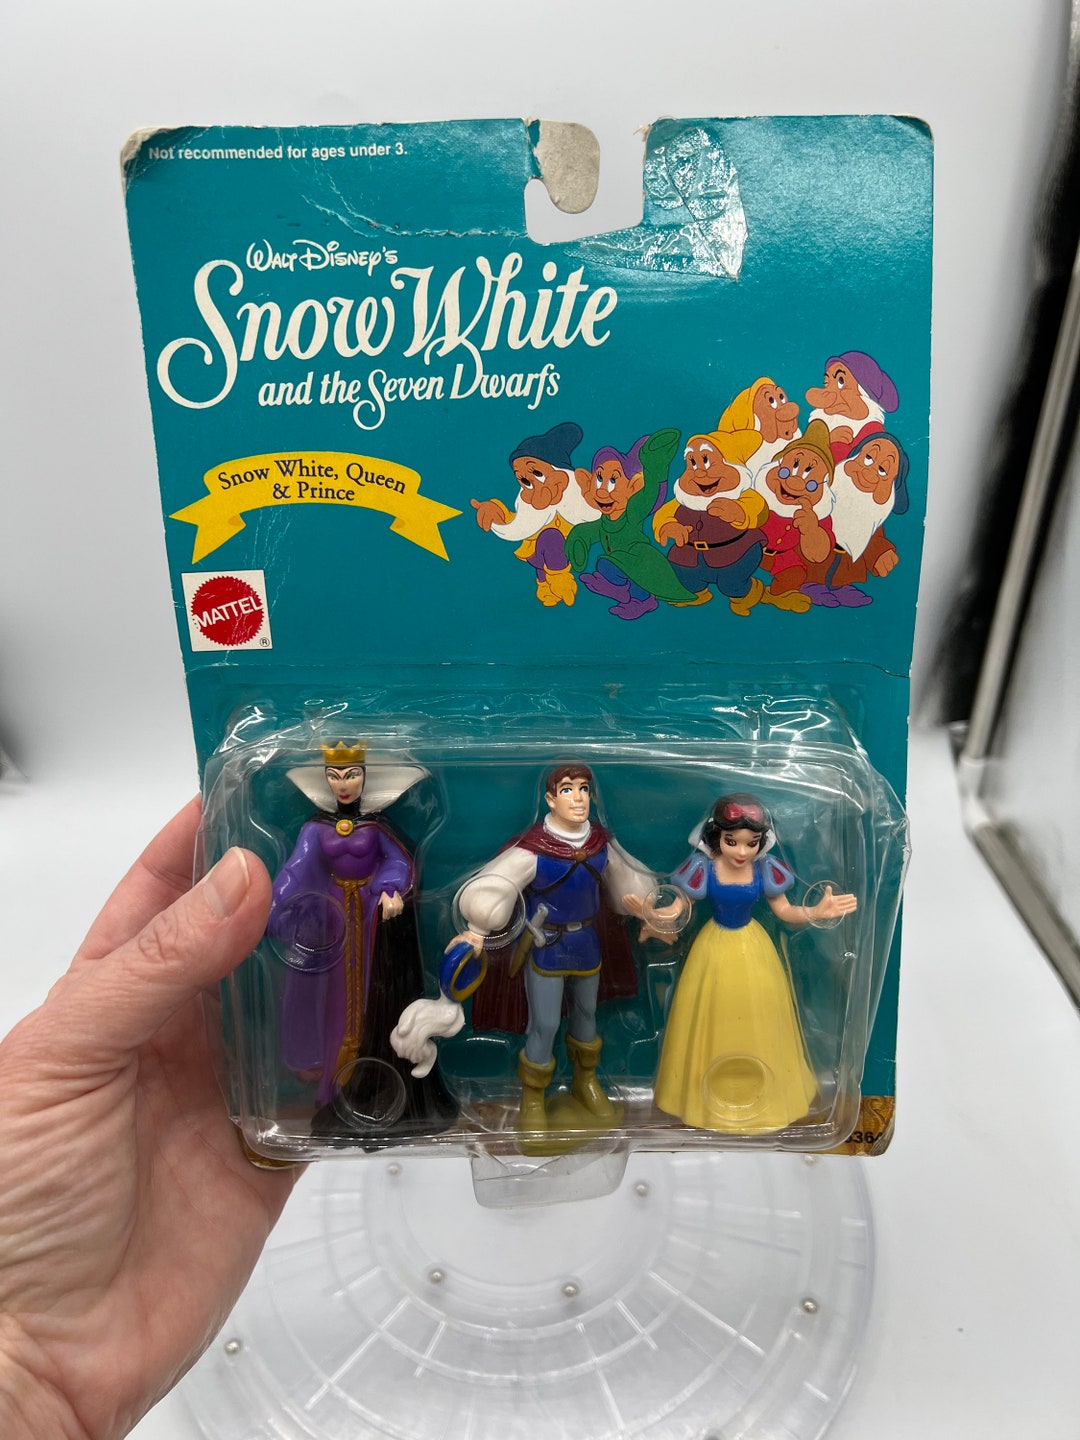 Not recommended for ages under 3.
WALT DISNEY'S
Snow White
and the Seven Dwarfs
Snow White, Queen
& Prince
MATTEL
®